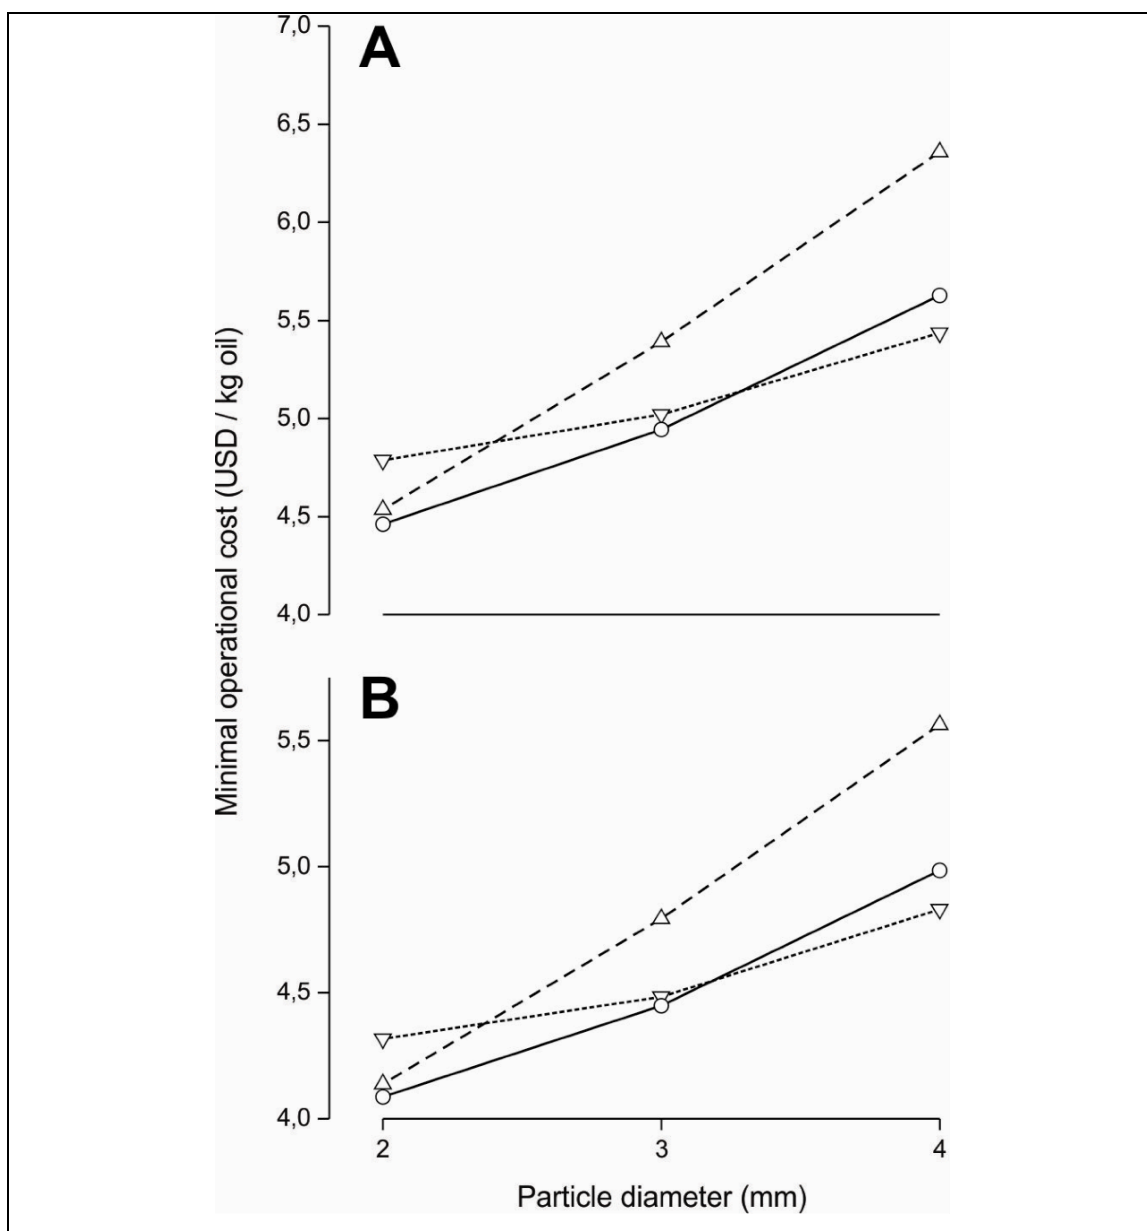 7,0
A
6,5
6,0
5,5
5,0
4,5
4,0
Minimal operational cost (USD / kg oil)
B
5,5
5,0
4,5
4,0
2 3 4
Particle diameter (mm)